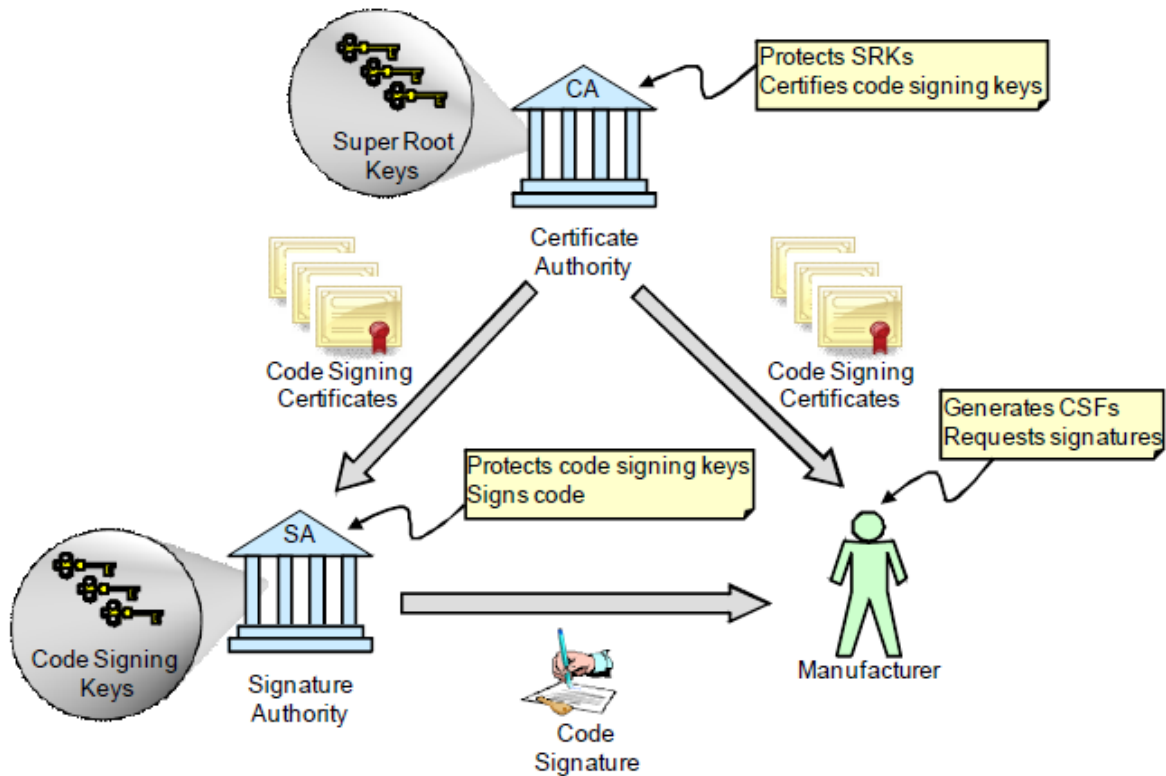 Protects SRKs
Certifies code signing keys
CA
Super Root
Keys
Certificate
Authority
Code Signing
Certificates
Code Signing
Certificates
Generates CSFs
Requests signatures
Protects code signing keys
Signs code
SA
Code Signing
Keys
Signature
Authority
Manufacturer
Code
Signature